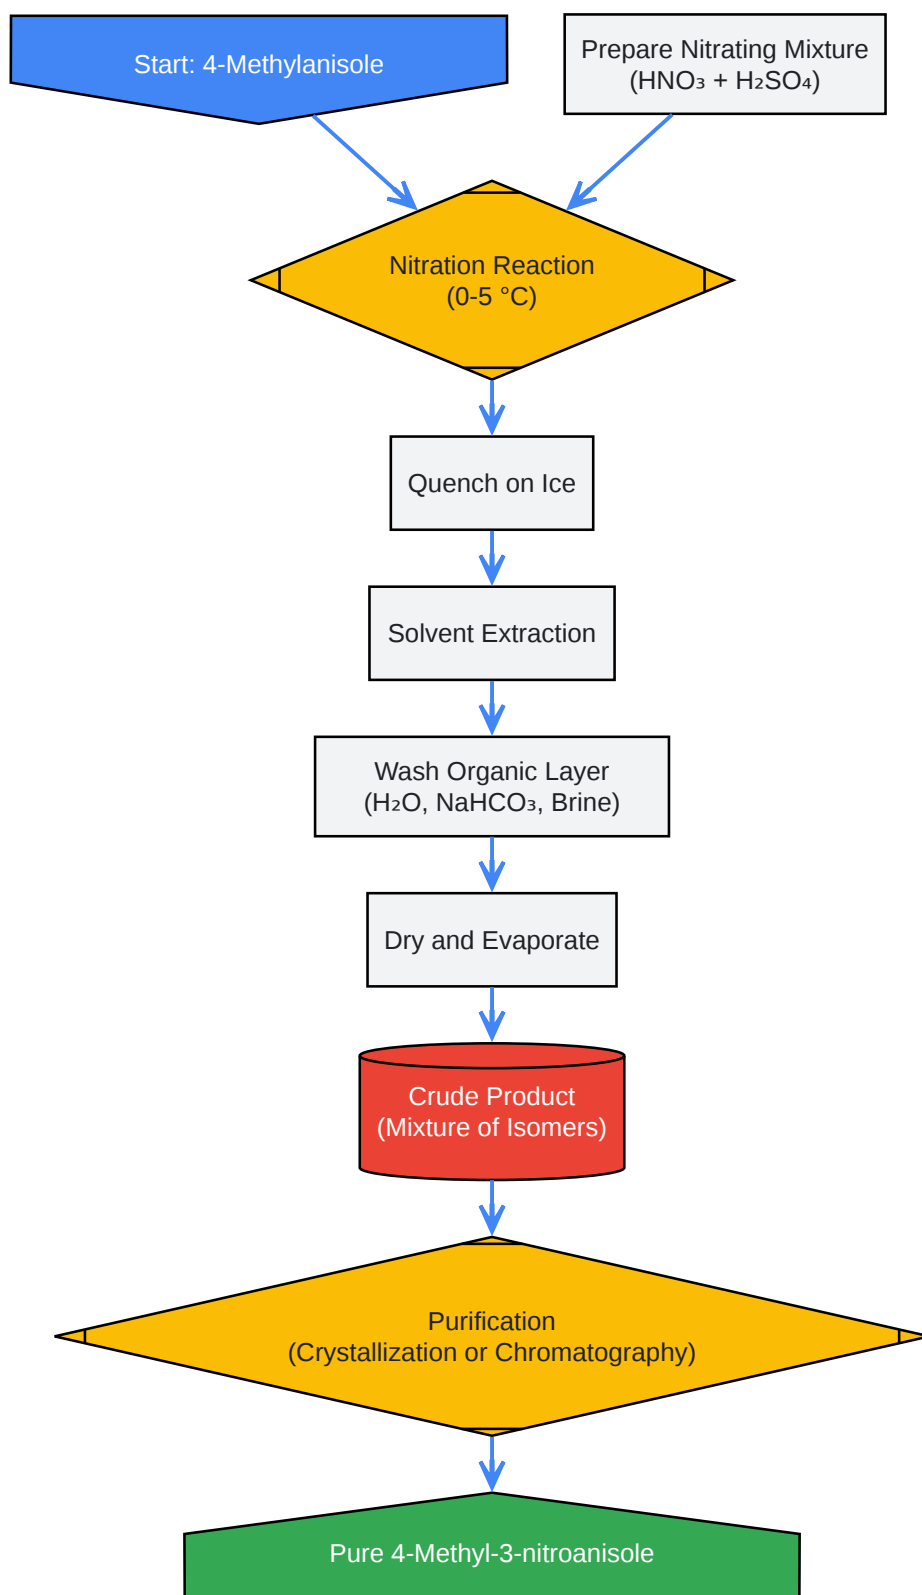 Start: 4-Methylanisole
Prepare Nitrating Mixture
(HNO₃ + H₂SO₄)
Nitration Reaction
(0-5 °C)
Quench on Ice
Solvent Extraction
Wash Organic Layer
(H₂O, NaHCO₃, Brine)
Dry and Evaporate
Crude Product
(Mixture of Isomers)
Purification
(Crystallization or Chromatography)
Pure 4-Methyl-3-nitroanisole